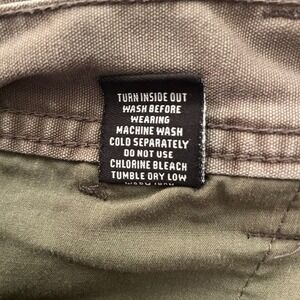 TURN INSIDE OUT
WASH BEFORE
WEARING
MACHINE WASH
COLD SEPARATELY
DO NOT USE
CHLORINE BLEACH
TUMBLE DRY LOW